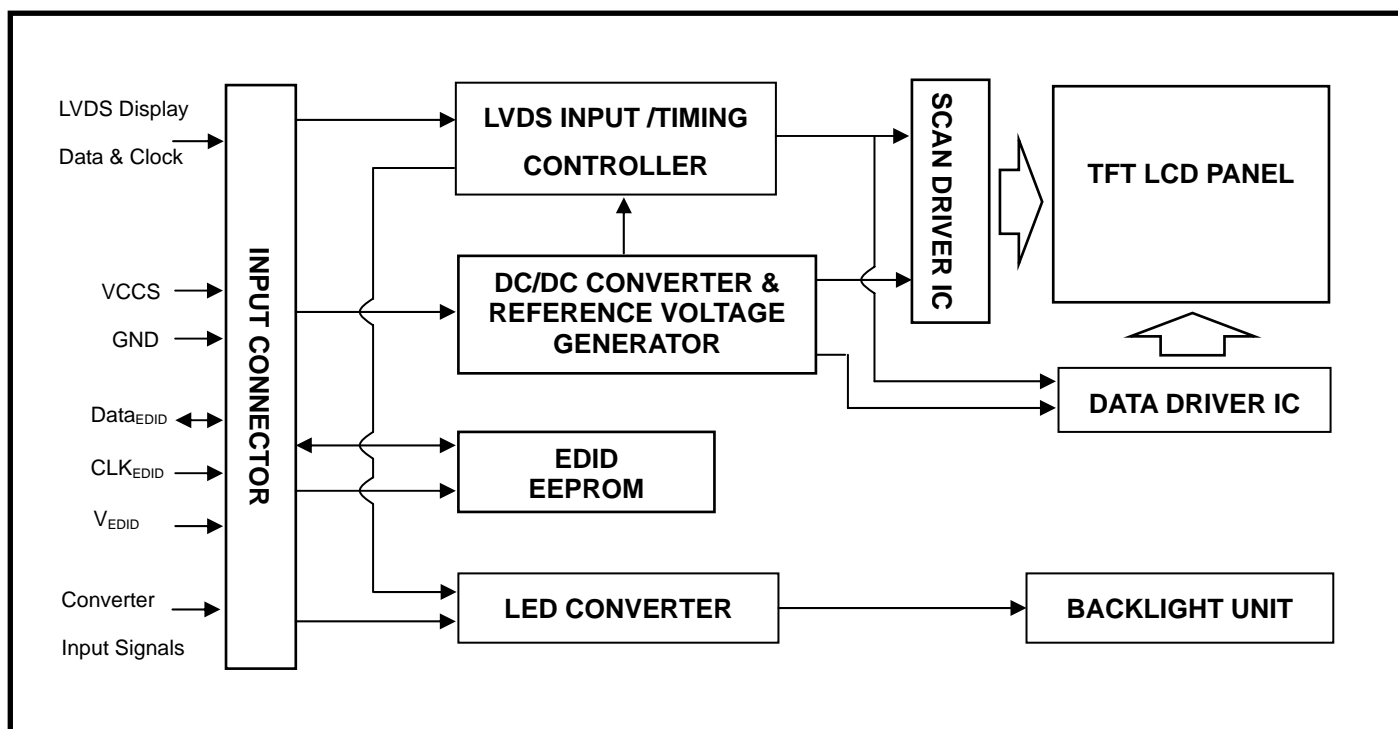 LVDS Display
Data & Clock
VCCS
GND
DataEDID
CLKEDID
VEDID
Converter
Input Signals
INPUT CONNECTOR
LVDS INPUT /TIMING
CONTROLLER
DC/DC CONVERTER &
REFERENCE VOLTAGE
GENERATOR
EDID
EEPROM
LED CONVERTER
SCAN DRIVER IC
TFT LCD PANEL
DATA DRIVER IC
BACKLIGHT UNIT